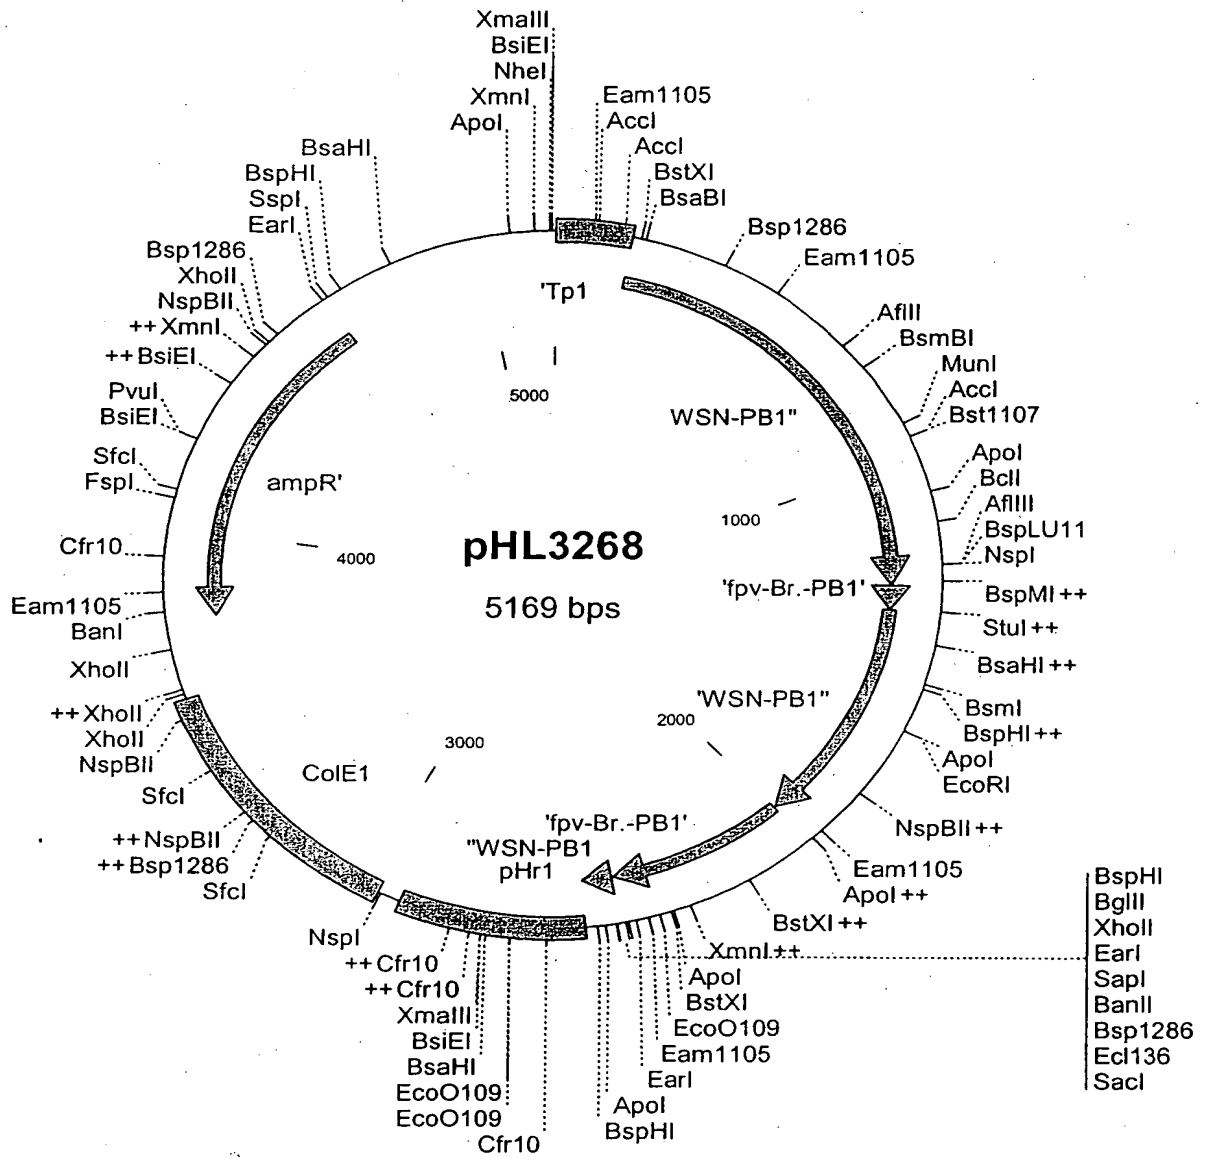 XmaIII
BsiEI
NheI
XmnI
ApoI
BsaHI
BspHI
SspI
EarI
Bsp1286
XhoII
NspBII
++XmnI
++BsiEI
PvuI
BsiEI
SfcI
FspI
Cfr10
Eam1105
BanI
XhoII
++XhoII
XhoII
NspBII
SfcI
++NspBII
++Bsp1286
SfcI
NspI
++Cfr10
++Cfr10
XmaIII
BsiEI
BsaHI
EcoO109
EcoO109
Cfr10
Eam1105
AccI
AccI
BstXI
BsaBI
Bsp1286
Eam1105
AflII
BsmBI
MunI
AccI
Bst1107
ApoI
BclI
AflIII
BspLU11
NspI
BspMI++
StuI++
BsaHI++
BsmI
BspHI++
ApoI
EcoRI
NspBII++
Eam1105
ApoI++
BstXI++
XmnI++
ApoI
BstXI
EcoO109
Eam1105
EarI
ApoI
BspHI
BspHI
BglII
XhoII
EarI
SapI
BanII
Bsp1286
Ecl136
SacI
'Tp1
5000
WSN-PB1"
ampR'
1000
4000
pHL3268
5169 bps
'fpv-Br.-PB1'
'WSN-PB1"
2000
3000
ColE1
'fpv-Br.-PB1'
"WSN-PB1
pHr1